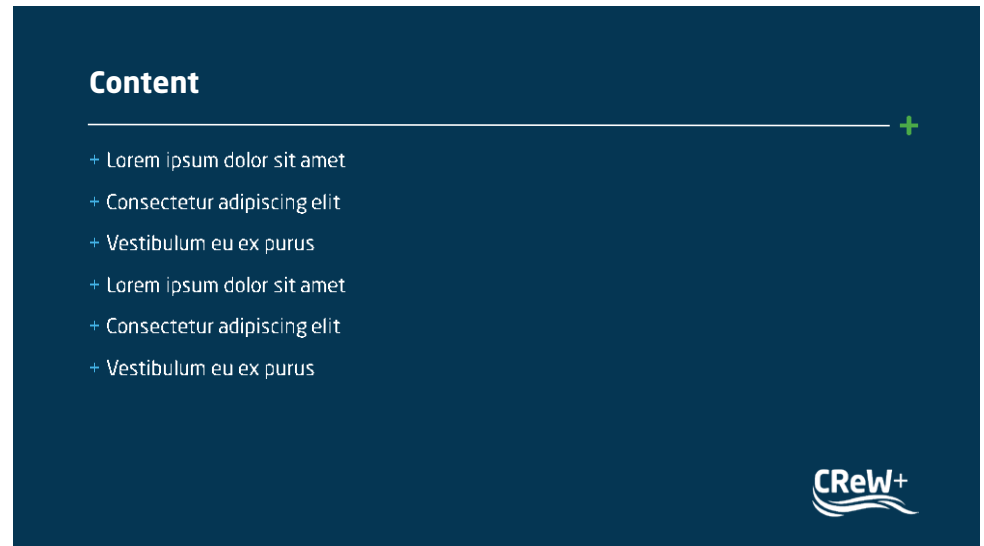 Content
+ Lorem ipsum dolor sit amet
+ Consectetur adipiscing elit
+ Vestibulum eu ex purus
+ Lorem ipsum dolor sit amet
+ Consectetur adipiscing elit
+ Vestibulum eu ex purus
CReW+